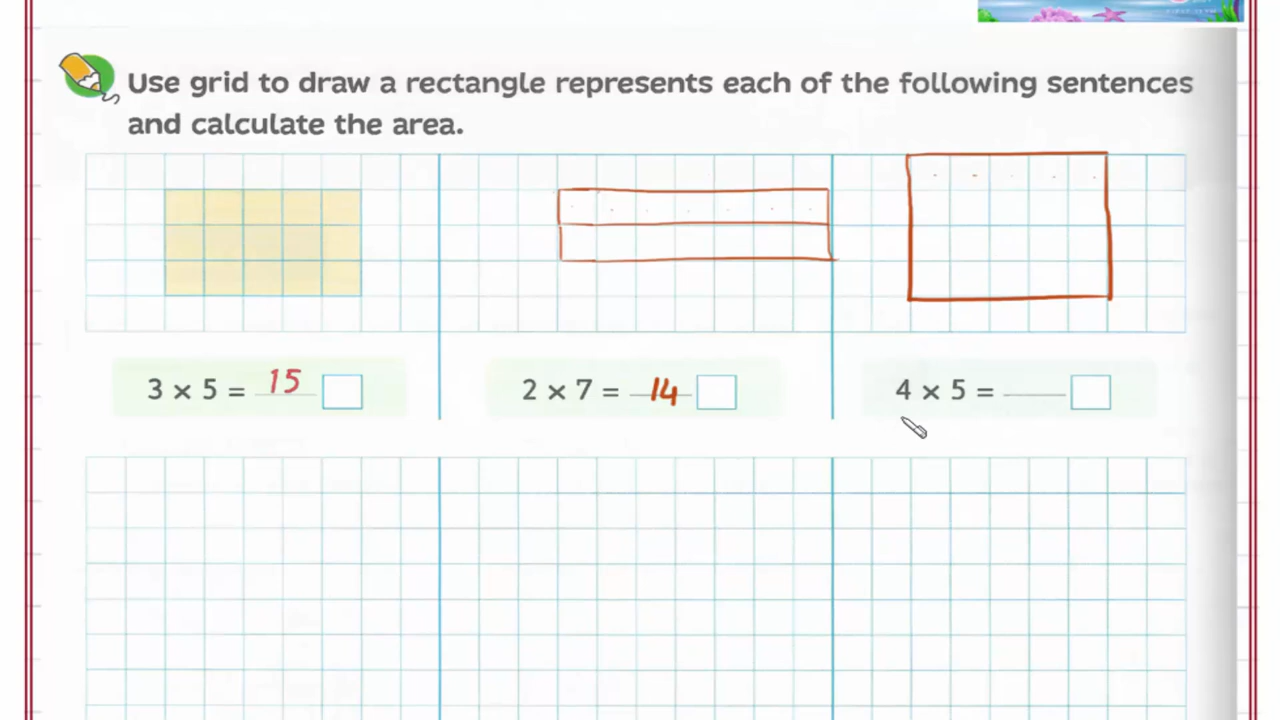 Use grid to draw a rectangle represents each of the following sentences
and calculate the area.
3 × 5 = 15
2 × 7 = 14
4 × 5 =